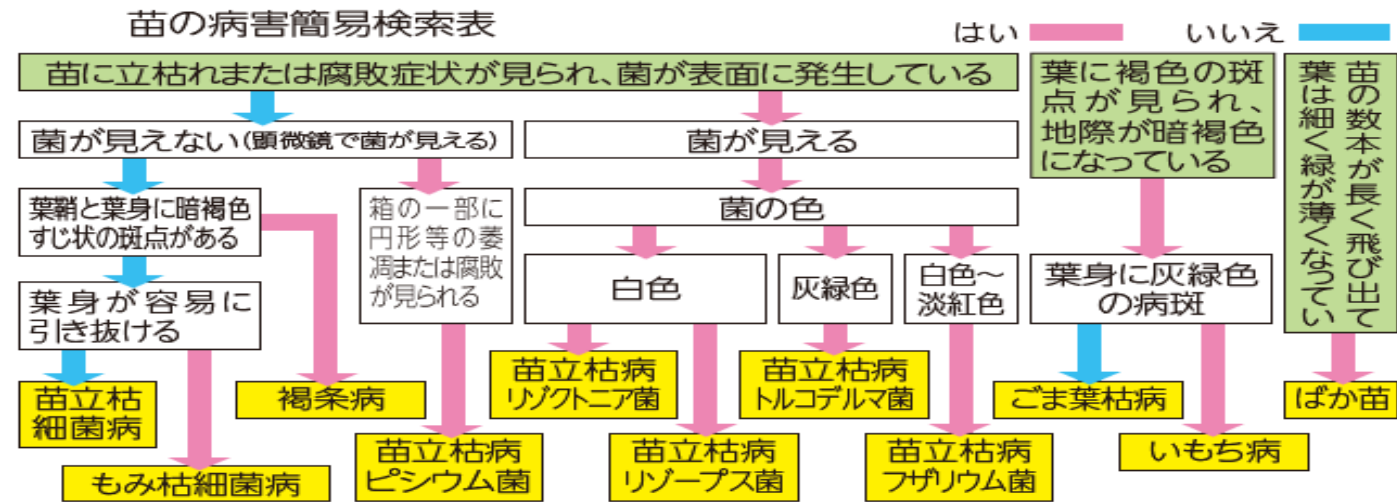 苗の病害簡易検索表
はい
いいえ
苗に立枯れまたは腐敗症状が見られ、菌が表面に発生している
葉に褐色の斑
点が見られ、
地際が暗褐色
になっている
苗の数本が長く飛び出て
葉は細く緑が薄くなってい
菌が見えない(顕微鏡で菌が見える)
菌が見える
葉鞘と葉身に暗褐色
すじ状の斑点がある
箱の一部に
円形等の萎
凋または腐敗
が見られる
菌の色
葉身が容易に
引き抜ける
白色
灰緑色
白色～
淡紅色
葉身に灰緑色
の病斑
苗立枯
細菌病
褐条病
苗立枯病
リゾクトニア菌
苗立枯病
トルコデルマ菌
ごま葉枯病
ばか苗
もみ枯細菌病
苗立枯病
ピシウム菌
苗立枯病
リゾープス菌
苗立枯病
フザリウム菌
いもち病